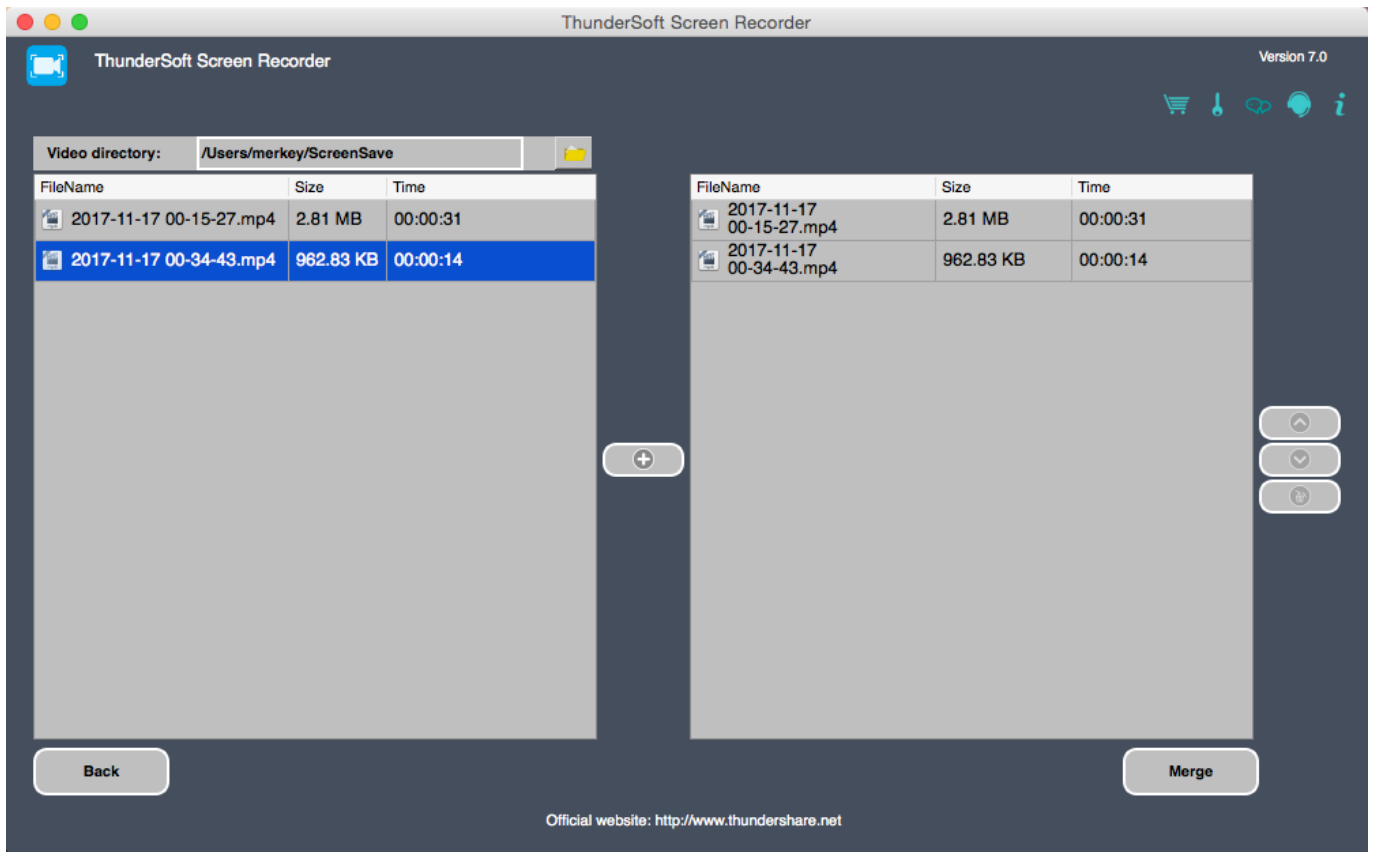 ThunderSoft Screen Recorder
ThunderSoft Screen Recorder
Version 7.0
Video directory: /Users/merkey/ScreenSave
FileName Size Time
2017-11-17 00-15-27.mp4 2.81 MB 00:00:31
2017-11-17 00-34-43.mp4 962.83 KB 00:00:14
FileName Size Time
2017-11-17
00-15-27.mp4 2.81 MB 00:00:31
2017-11-17
00-34-43.mp4 962.83 KB 00:00:14
Back
Merge
Official website: http://www.thundershare.net